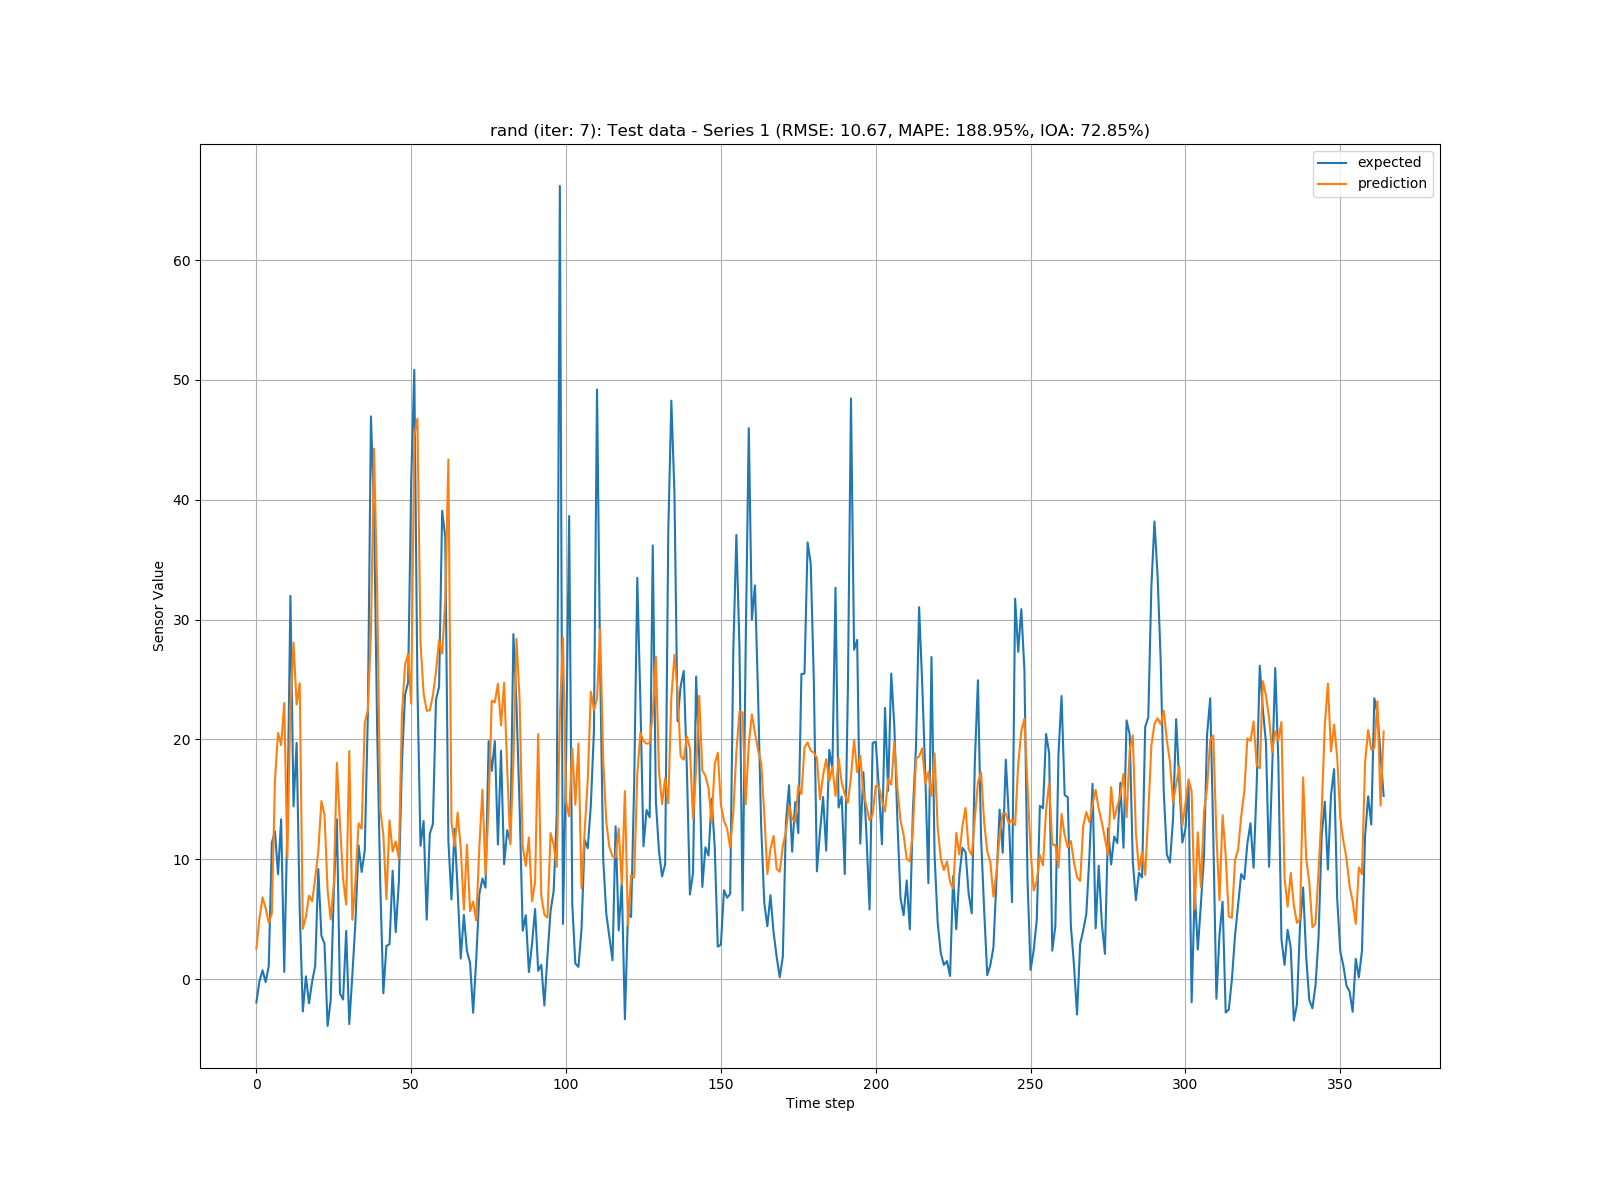 rand (iter: 7): Test data - Series 1 (RMSE: 10.67, MAPE: 188.95%, IOA: 72.85%)
expected
prediction
60
50
40
30
20
10
0
Sensor Value
0 50 100 150 200 250 300 350
Time step